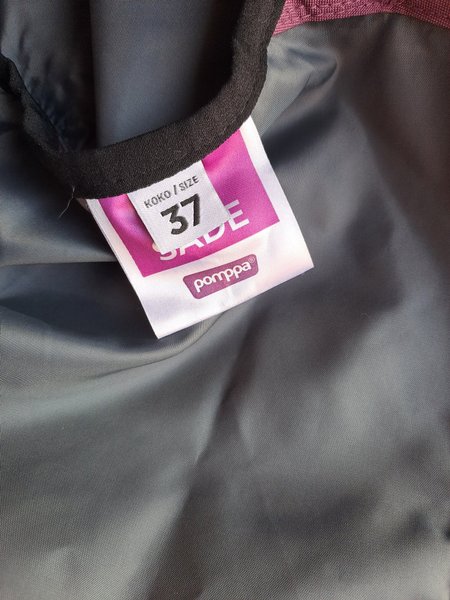 KOKO / SIZE
37
SADE
pomppa®